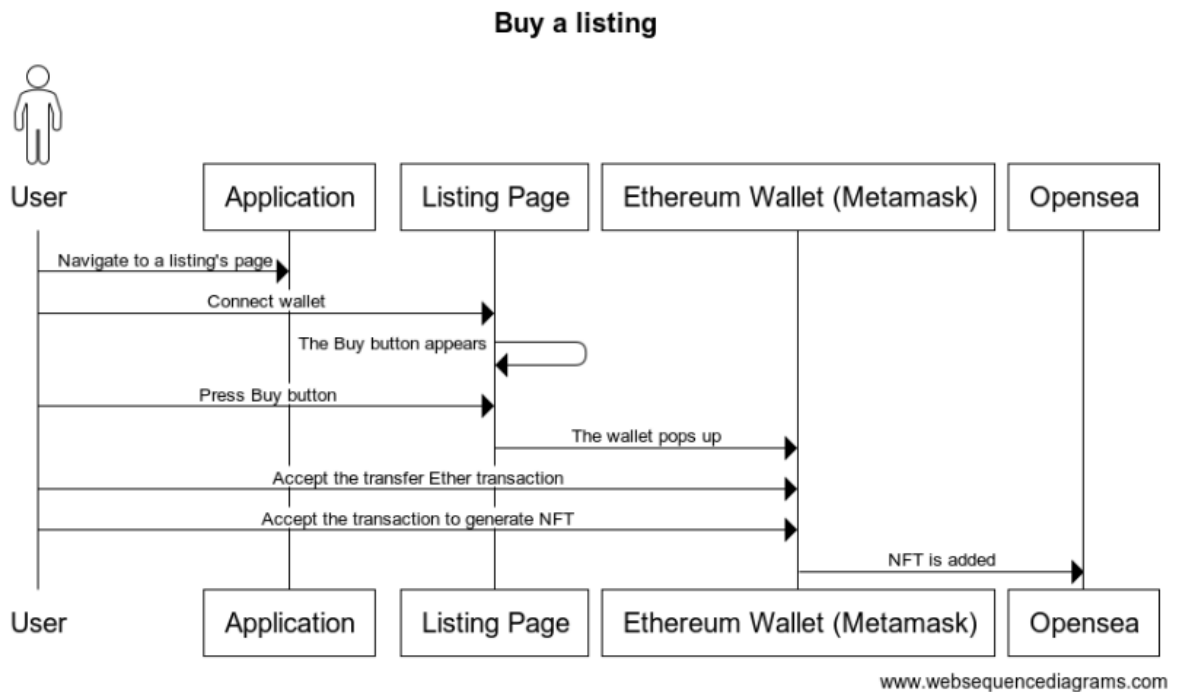 Buy a listing
User
Application
Listing Page
Ethereum Wallet (Metamask)
Opensea
Navigate to a listing's page
Connect wallet
The Buy button appears
Press Buy button
The wallet pops up
Accept the transfer Ether transaction
Accept the transaction to generate NFT
NFT is added
User
Application
Listing Page
Ethereum Wallet (Metamask)
Opensea
www.websequencediagrams.com